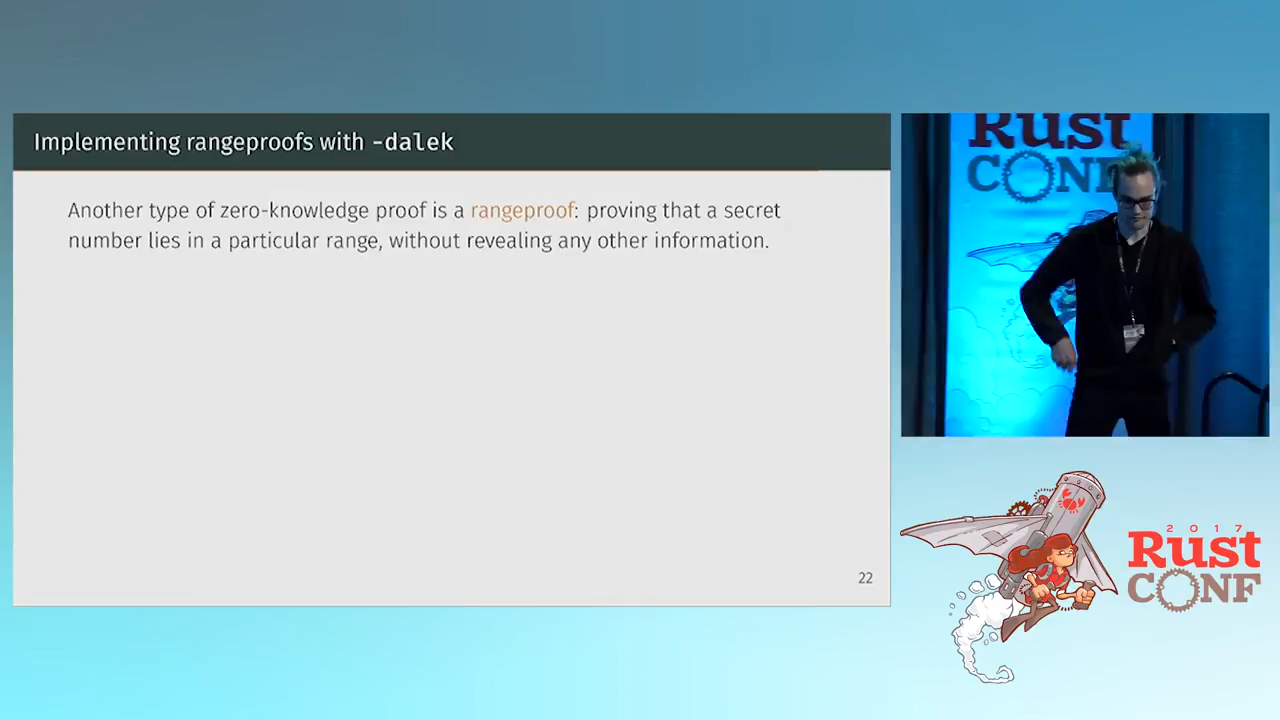 Implementing rangeproofs with -dalek
Another type of zero-knowledge proof is a rangeproof: proving that a secret
number lies in a particular range, without revealing any other information.
22
Rust
CONF
2017
Rust
CONF